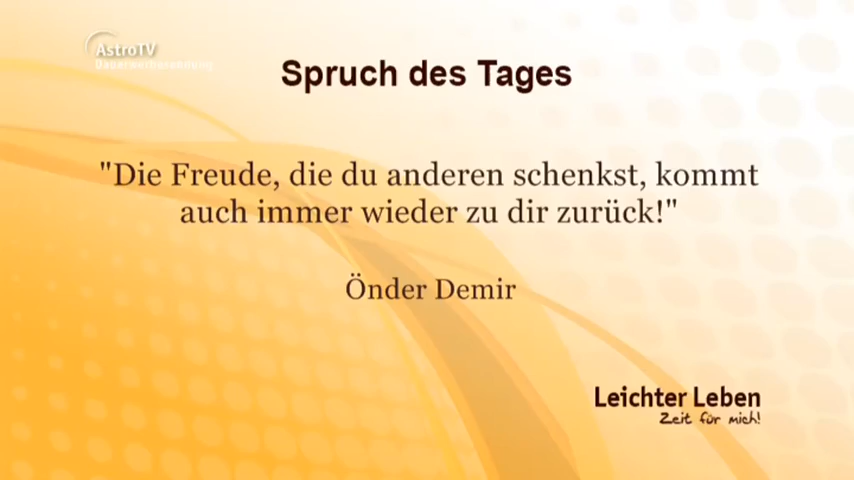 AstroTV
Dauerwerbesendung
Spruch des Tages
"Die Freude, die du anderen schenkst, kommt
auch immer wieder zu dir zurück!"
Önder Demir
Leichter Leben
Zeit für mich!